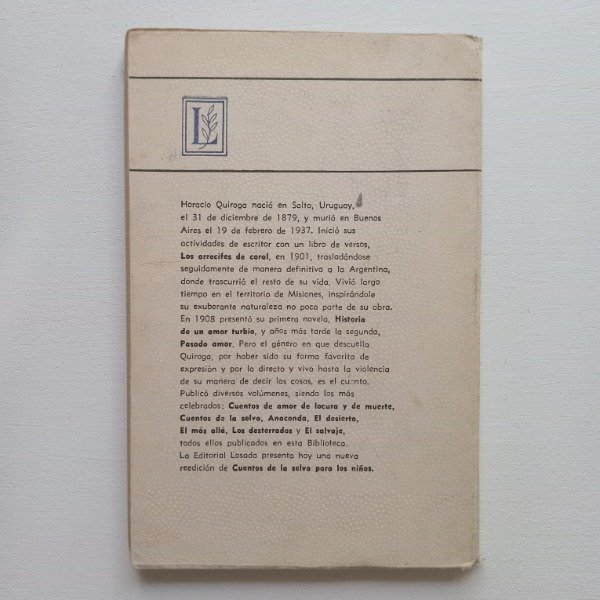 L
Horacio Quiroga nació en Salto, Uruguay,
el 31 de diciembre de 1879, y murió en Buenos
Aires el 19 de febrero de 1937. Inició sus
actividades de escritor con un libro de versos,
Los arrecifes de coral, en 1901, trasladándose
seguidamente de manera definitiva a la Argentina,
donde trascurrió el resto de su vida. Vivió largo
tiempo en el territorio de Misiones, inspirándole
su exuberante naturaleza no poca parte de su obra.
En 1908 presentó su primera novela, Historia
de un amor turbio, y años más tarde la segunda,
Pasado amor. Pero el género en que descuella
Quiroga, por haber sido su forma favorita de
expresión y por lo directo y vivo hasta la violencia
de su manera de decir las cosas, es el cuento.
Publicó diversos volúmenes, siendo los más
celebrados: Cuentos de amor de locura y de muerte,
Cuentos de la selva, Anaconda, El desierto,
El más allá, Los desterrados y El salvaje,
todos ellos publicados en esta Biblioteca.
La Editorial Losada presenta hoy una nueva
reedición de Cuentos de la selva para los niños.